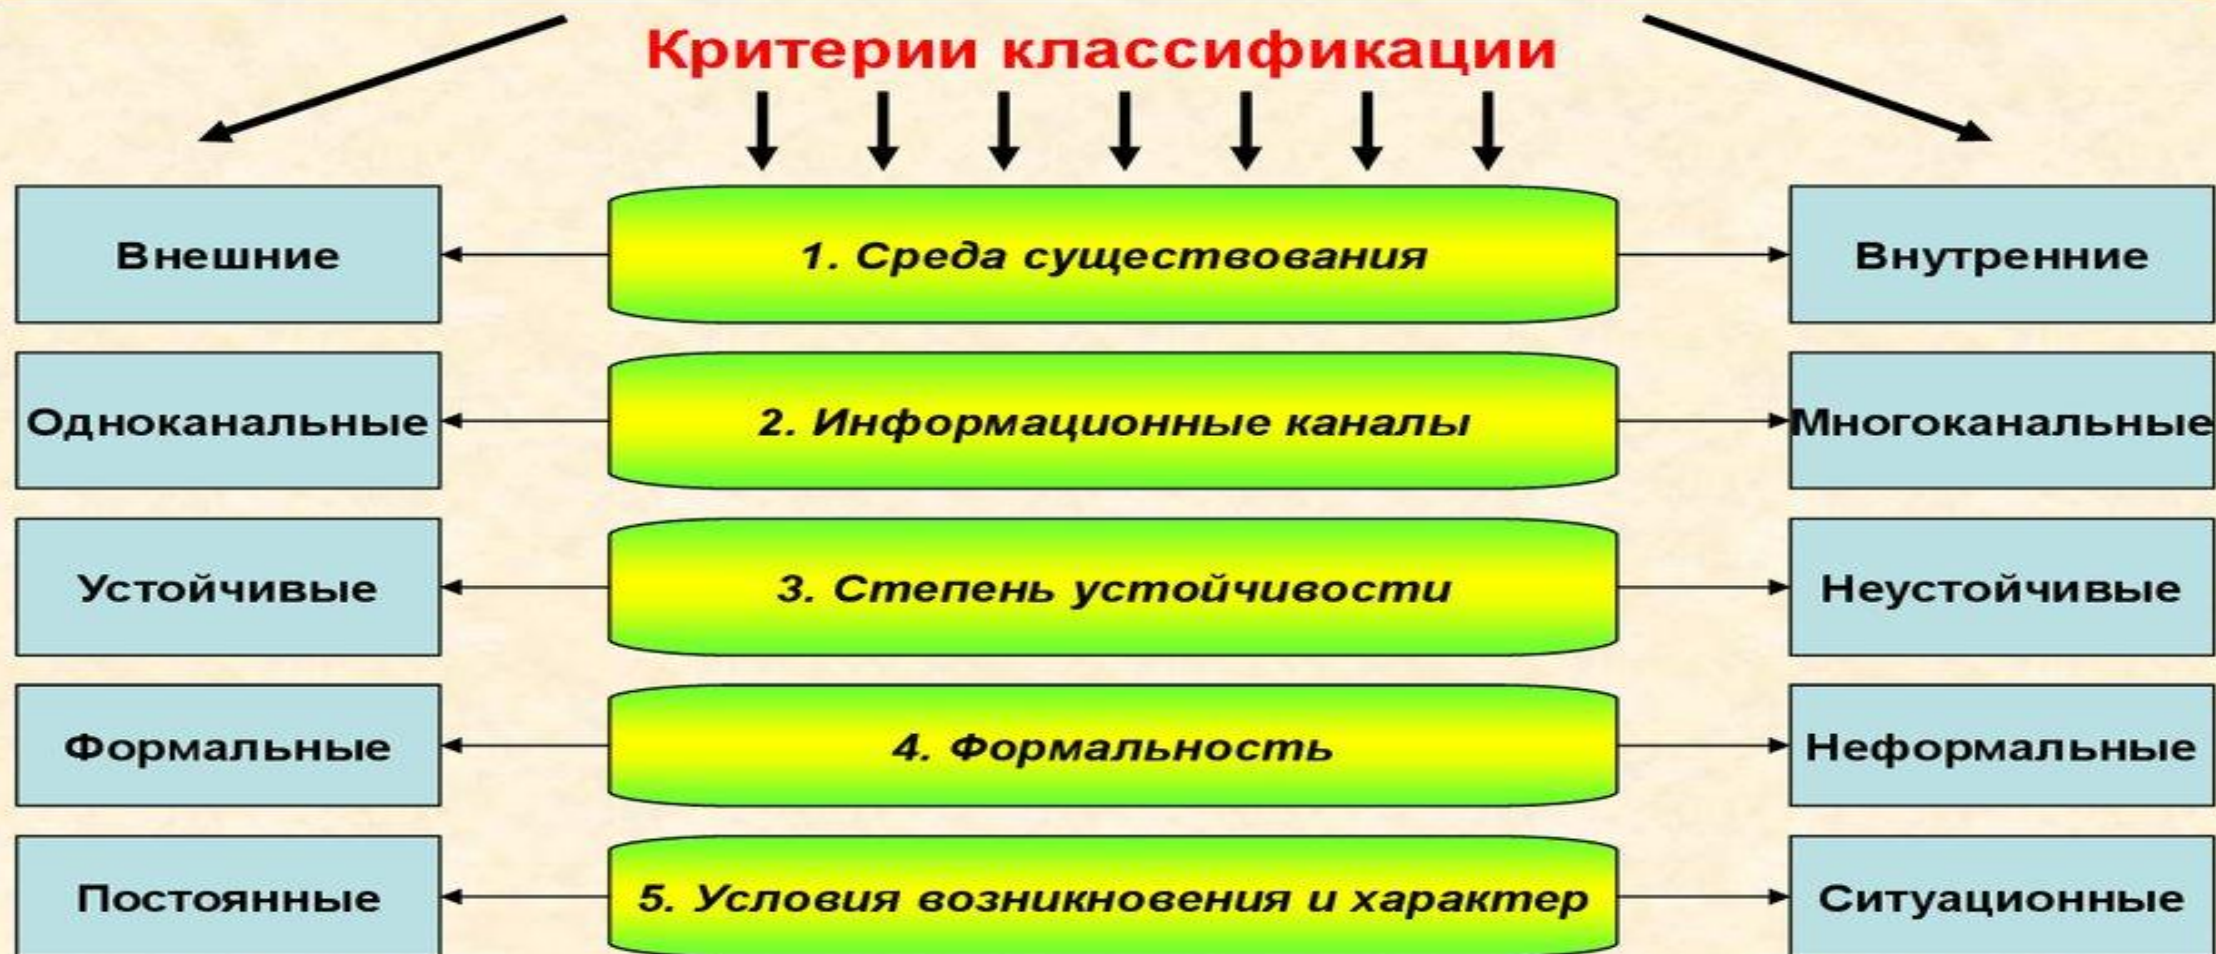 Критерии классификации
Внешние
1. Среда существования
Внутренние
Одноканальные
2. Информационные каналы
Многоканальные
Устойчивые
3. Степень устойчивости
Неустойчивые
Формальные
4. Формальность
Неформальные
Постоянные
5. Условия возникновения и характер
Ситуационные